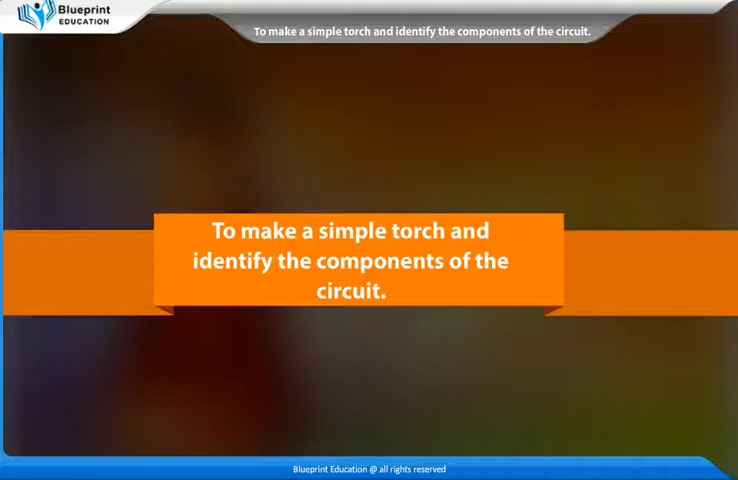 Blueprint
EDUCATION
To make a simple torch and identify the components of the circuit.
To make a simple torch and
identify the components of the
circuit.
Blueprint Education @ all rights reserved